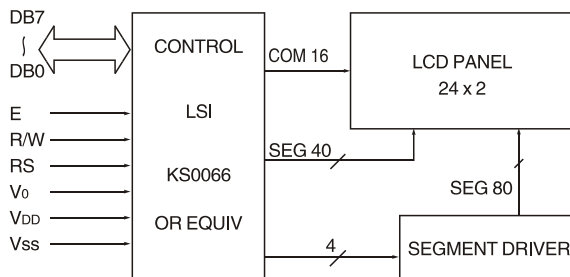 DB7
DB0
E
R/W
RS
V0
VDD
VSS
CONTROL
LSI
KS0066
OR EQUIV
COM 16
SEG 40
4
LCD PANEL
24 x 2
SEG 80
SEGMENT DRIVER